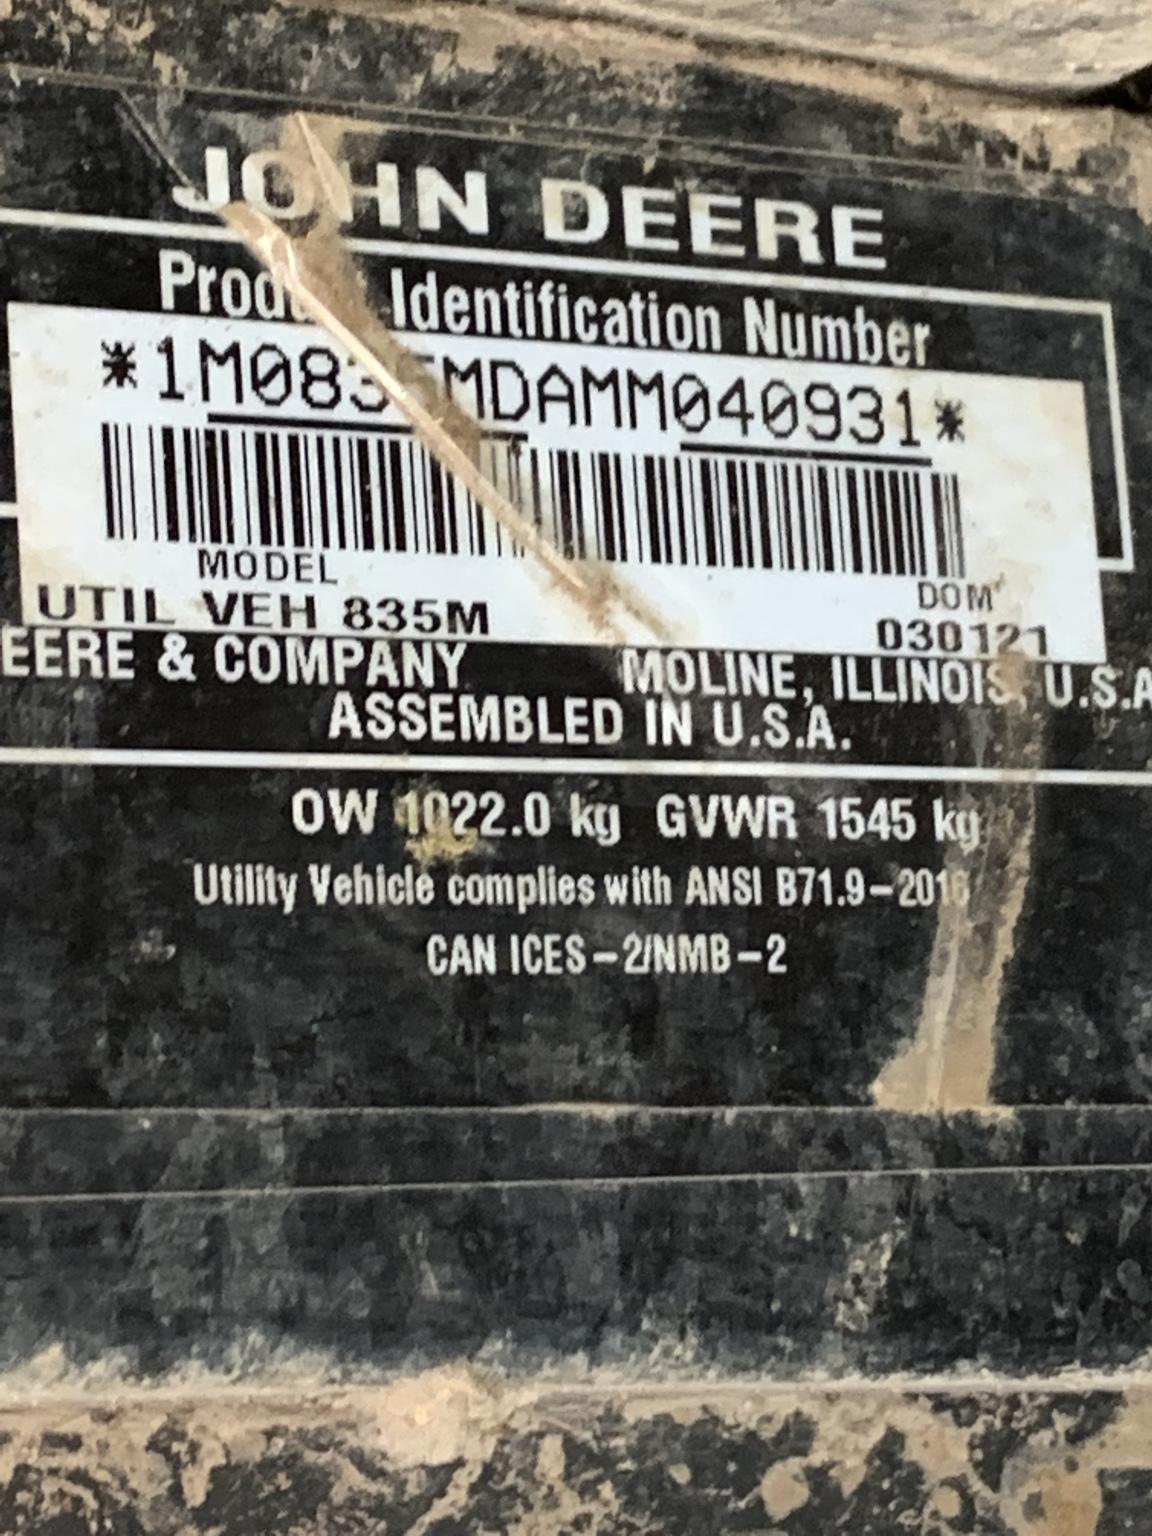 JOHN DEERE
Identification Number
*1M0835MDAMM040931*
MODEL
DOM
UTIL VEH 835M
030121
EERE & COMPANY MOLINE, ILLINOIS, U.S.A
ASSEMBLED IN U.S.A.
OW 1022.0 kg GVWR 1545 kg
Utility Vehicle complies with ANSI B71.9-2016
CAN ICES-2/NMB-2